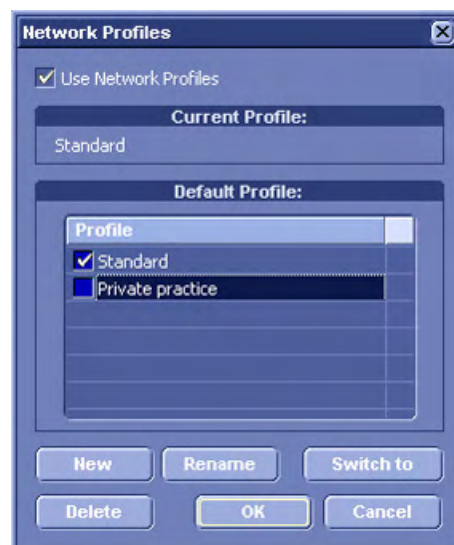 Network Profiles
Use Network Profiles
Current Profile:
Standard
Default Profile:
Profile
Standard
Private practice
New Rename Switch to
Delete OK Cancel